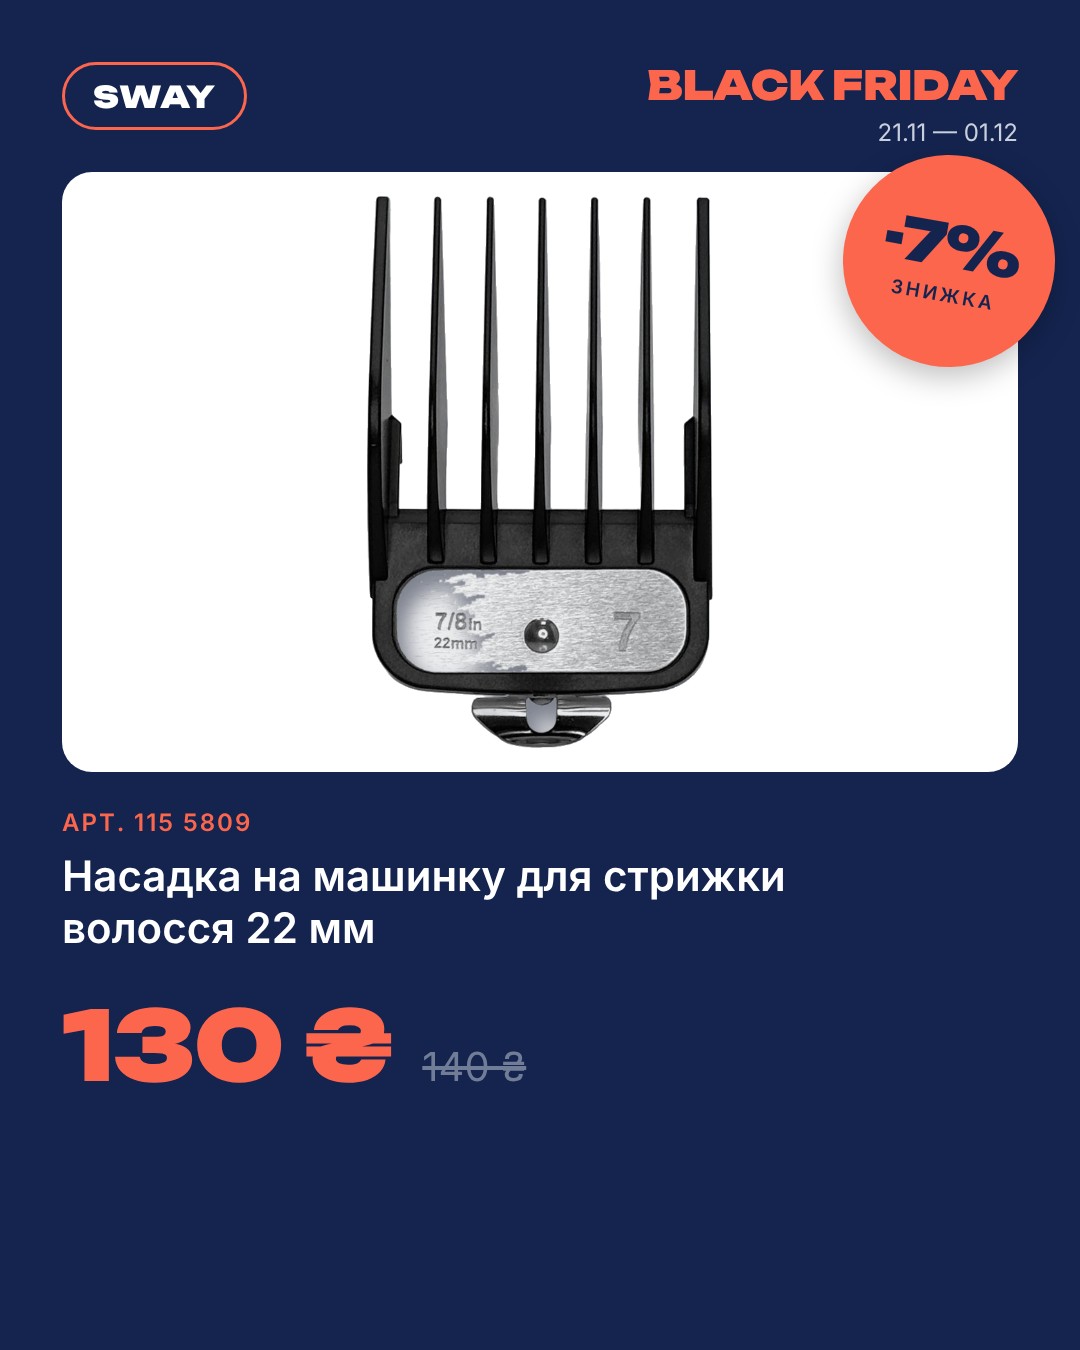 SWAY
BLACK FRIDAY
21.11 — 01.12
-7%
ЗНИЖКА
7/8in
22mm
7
АРТ. 115 5809
Насадка на машинку для стрижки
волосся 22 мм
130 ₴ 140 ₴